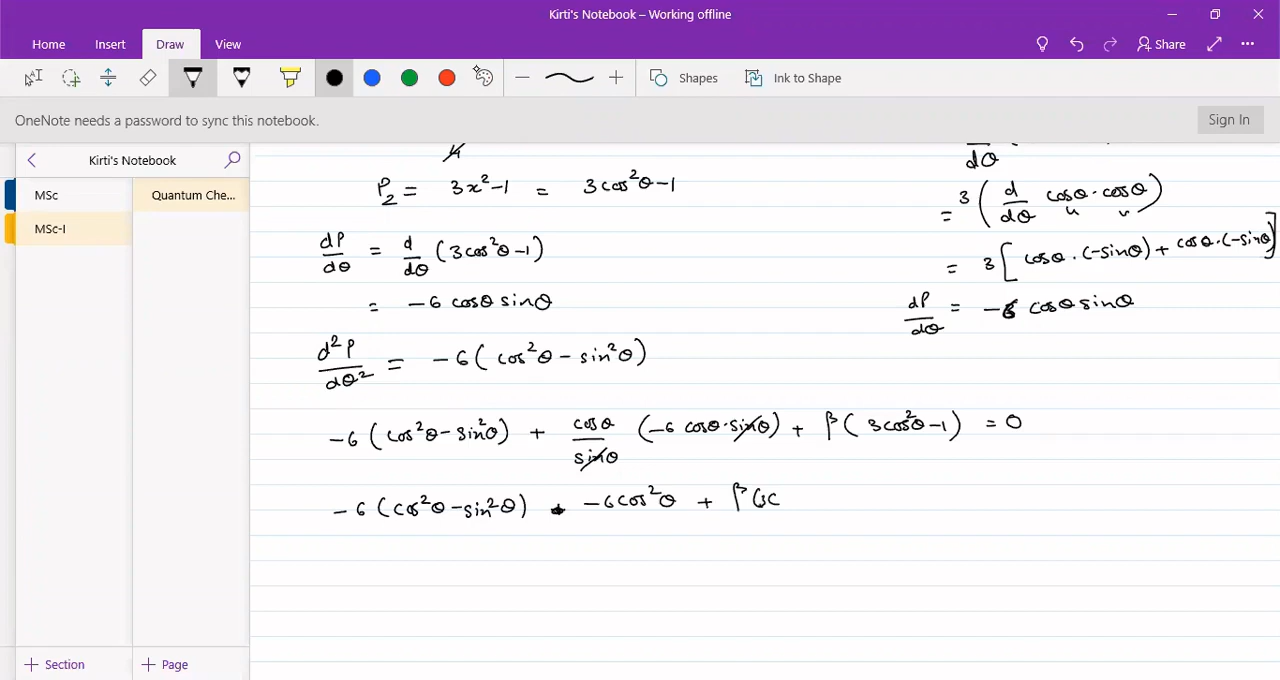 Kirti's Notebook – Working offline
Home Insert Draw View Share
Shapes Ink to Shape
OneNote needs a password to sync this notebook. Sign In
Kirti's Notebook
MSc
MSc-I
Quantum Che...
Section
Page
P₂ = 3x²-1 = 3cos²θ-1
dP/dθ = d/dθ (3cos²θ-1)
= -6 cosθ sinθ
d²P/dθ² = -6(cos²θ - sin²θ)
-6(cos²θ-sin²θ) + cosθ/sinθ (-6 cosθ·sinθ) + β(3cos²θ-1) = 0
-6(cos²θ-sin²θ) -6cos²θ + β(3c
dθ
= 3(d/dθ cosθ·cosθ)
u v
= 3[cosθ·(-sinθ) + cosθ·(-sinθ)]
dP/dθ = -6 cosθ sinθ